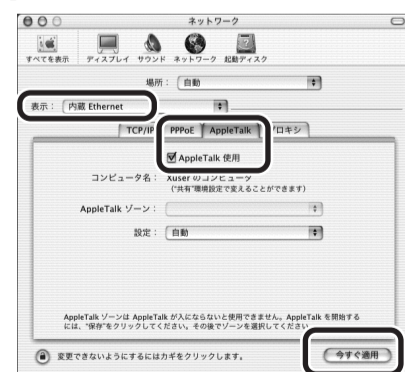 ネットワーク
すべてを表示 ディスプレイ サウンド ネットワーク 起動ディスク
場所： 自動
表示： 内蔵 Ethernet
TCP/IP PPPoE AppleTalk プロキシ
AppleTalk 使用
コンピュータ名： Xuser のコンピュータ
("共有"環境設定で変えることができます)
AppleTalk ゾーン：
設定： 自動
AppleTalk ゾーンは AppleTalk が入にならないと使用できません。AppleTalk を開始する
には、"保存"をクリックしてください。その後でゾーンを選択してください
変更できないようにするにはカギをクリックします。 今すぐ適用